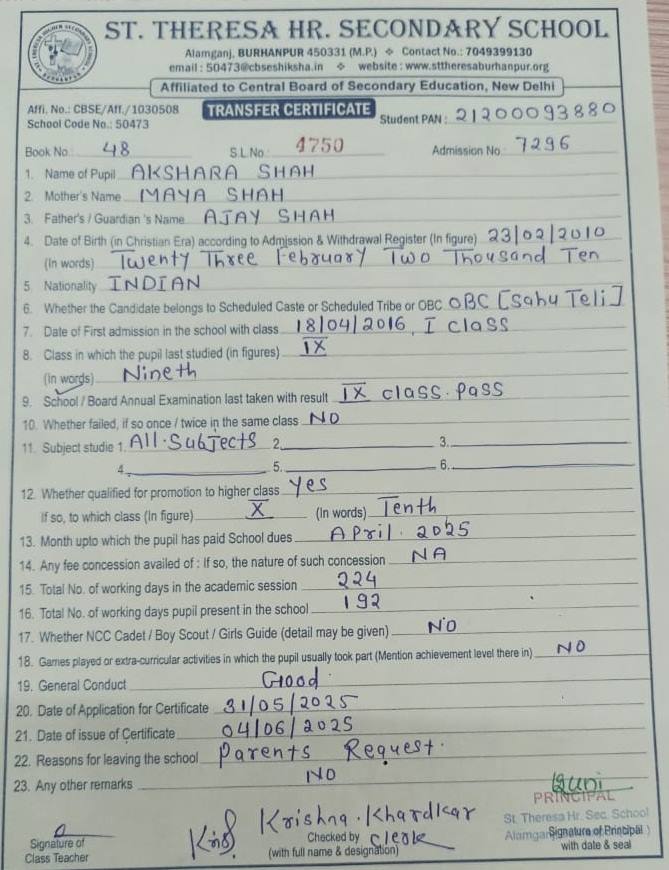 ST. THERESA HR. SECONDARY SCHOOL
Alamganj, BURHANPUR 450331 (M.P.) ❖ Contact No.: 7049399130
email : 50473@cbseshiksha.in ❖ website : www.sttheresaburhanpur.org
Affiliated to Central Board of Secondary Education, New Delhi
Affi. No.: CBSE/Aff./1030508 TRANSFER CERTIFICATE Student PAN : 21200093880
School Code No.: 50473
Book No. 48 S.L.No. 4750 Admission No. 7296
1. Name of Pupil AKSHARA SHAH
2. Mother's Name MAYA SHAH
3. Father's / Guardian 's Name AJAY SHAH
4. Date of Birth (in Christian Era) according to Admission & Withdrawal Register (In figure) 23/02/2010
(In words) Twenty Three February Two Thousand Ten
5. Nationality INDIAN
6. Whether the Candidate belongs to Scheduled Caste or Scheduled Tribe or OBC OBC [Sahu Teli]
7. Date of First admission in the school with class 18/04/2016, I class
8. Class in which the pupil last studied (in figures) IX
(In words) Nineth
9. School / Board Annual Examination last taken with result IX class. pass
10. Whether failed, if so once / twice in the same class NO
11. Subject studie 1. All. Subjects 2. 3.
4. 5. 6.
12. Whether qualified for promotion to higher class Yes
If so, to which class (In figure) X (In words) Tenth
13. Month upto which the pupil has paid School dues April. 2025
14. Any fee concession availed of : If so, the nature of such concession NA
15. Total No. of working days in the academic session 224
16. Total No. of working days pupil present in the school 192
17. Whether NCC Cadet / Boy Scout / Girls Guide (detail may be given) NO
18. Games played or extra-curricular activities in which the pupil usually took part (Mention achievement level there in) NO
19. General Conduct Good.
20. Date of Application for Certificate 31/05/2025
21. Date of issue of Certificate 04/06/2025
22. Reasons for leaving the school Parents Request.
23. Any other remarks NO
PRINCIPAL
Krishna. Khardkar
St. Theresa Hr. Sec. School
Signature of Checked by Clerk Alamganj Signature of Principal )
Class Teacher (with full name & designation) with date & seal